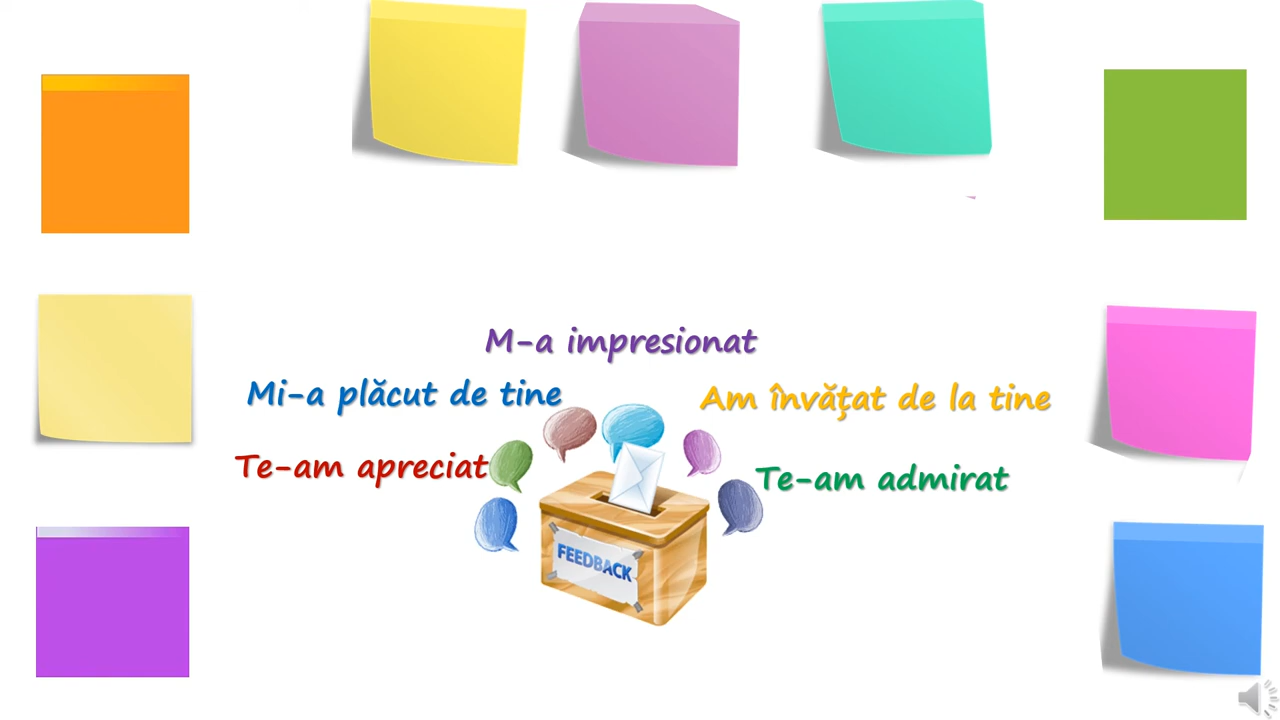 M-a impresionat
Mi-a plăcut de tine
Am învățat de la tine
Te-am apreciat
Te-am admirat
FEEDBACK